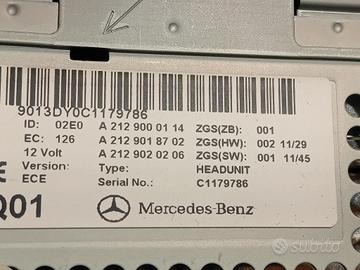 9013DY0C1179786
ID: 02E0 A 212 900 01 14 ZGS(ZB): 001
EC: 126 A 212 901 87 02 ZGS(HW): 002 11/29
12 Volt A 212 902 02 06 ZGS(SW): 001 11/45
Version: Type: HEADUNIT
ECE Serial No.: C1179786
Q01 Mercedes-Benz
subito